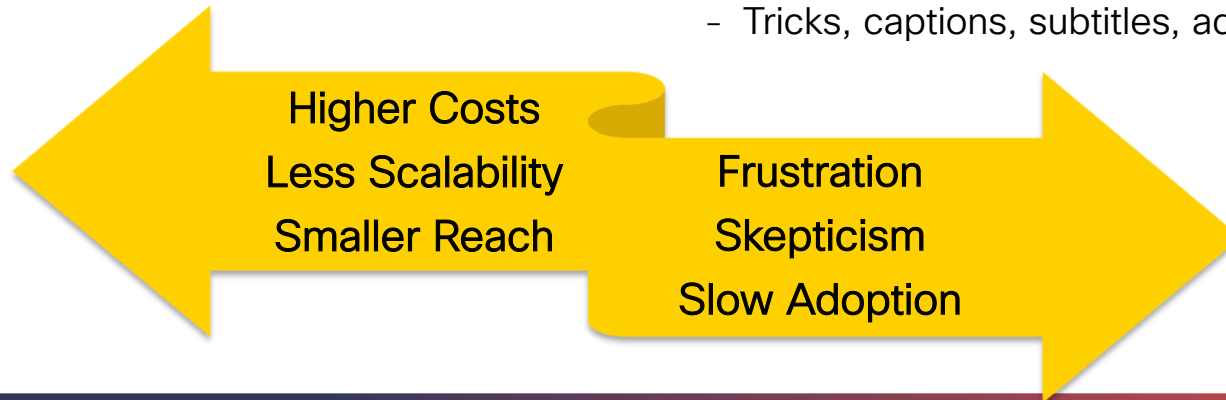 - Tricks, captions, subtitles,
Higher Costs
Less Scalability
Smaller Reach
Frustration
Skepticism
Slow Adoption